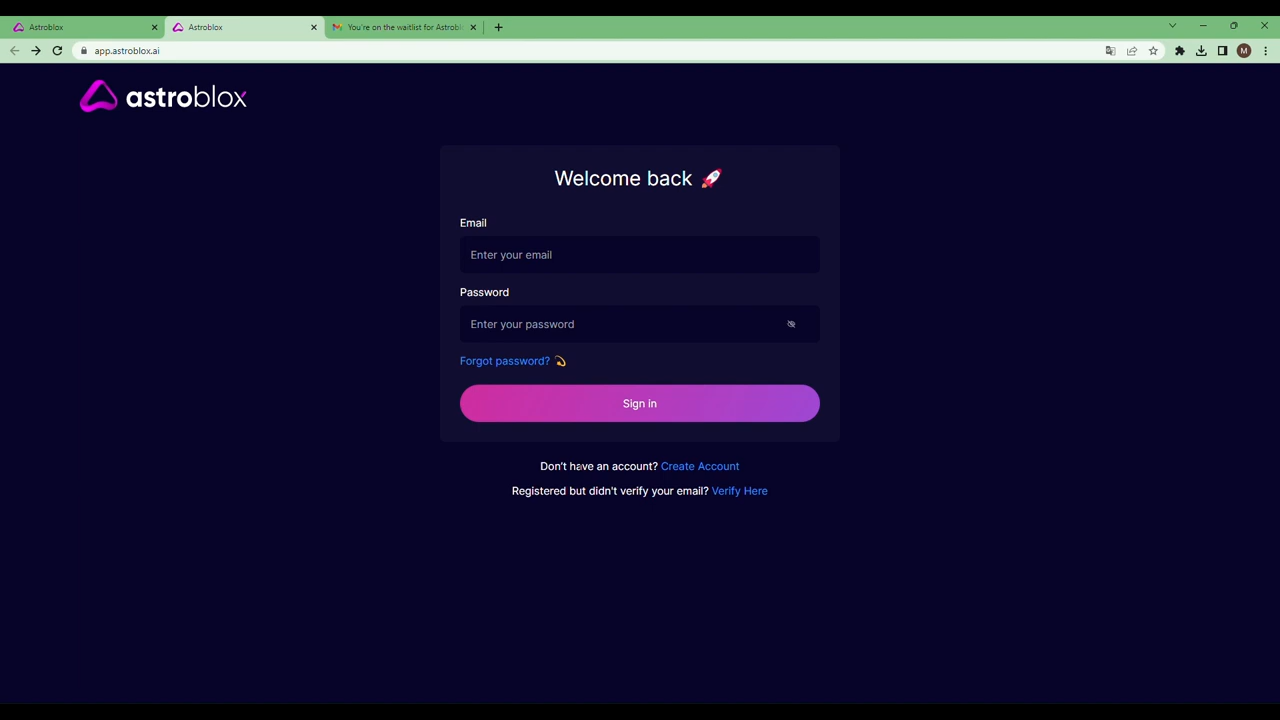 Astroblox
Astroblox
You're on the waitlist for Astrobl
app.astroblox.ai
M
astroblox
Welcome back 🚀
Email
Enter your email
Password
Enter your password
Forgot password? 💫
Sign in
Don't have an account? Create Account
Registered but didn't verify your email? Verify Here